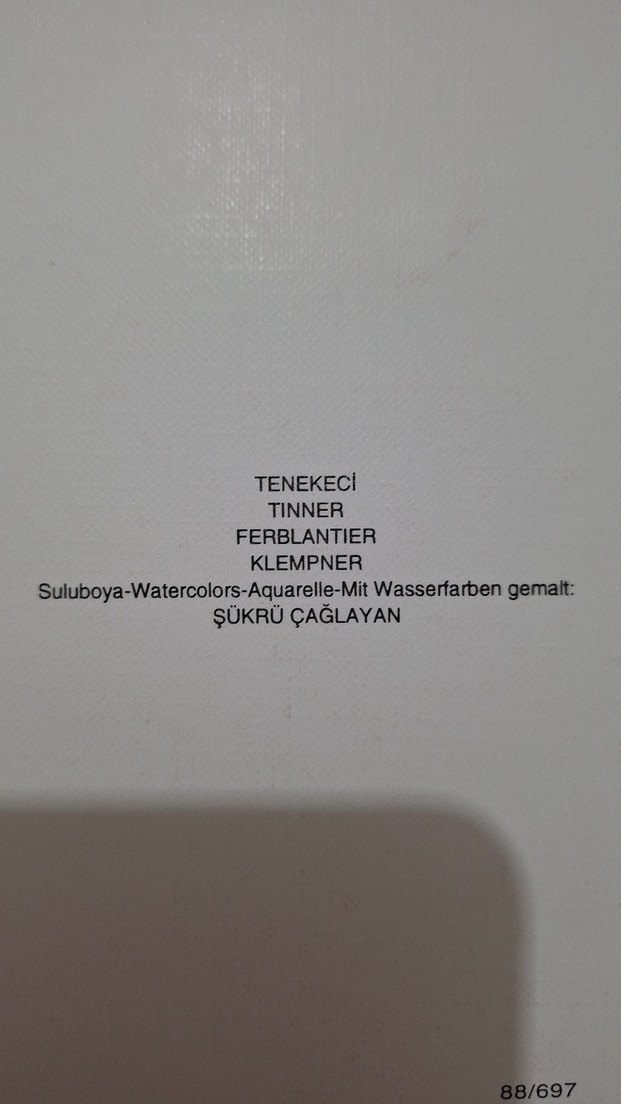 TENEKECİ
TINNER
FERBLANTIER
KLEMPNER
Suluboya-Watercolors-Aquarelle-Mit Wasserfarben gemalt:
ŞÜKRÜ ÇAĞLAYAN
88/697